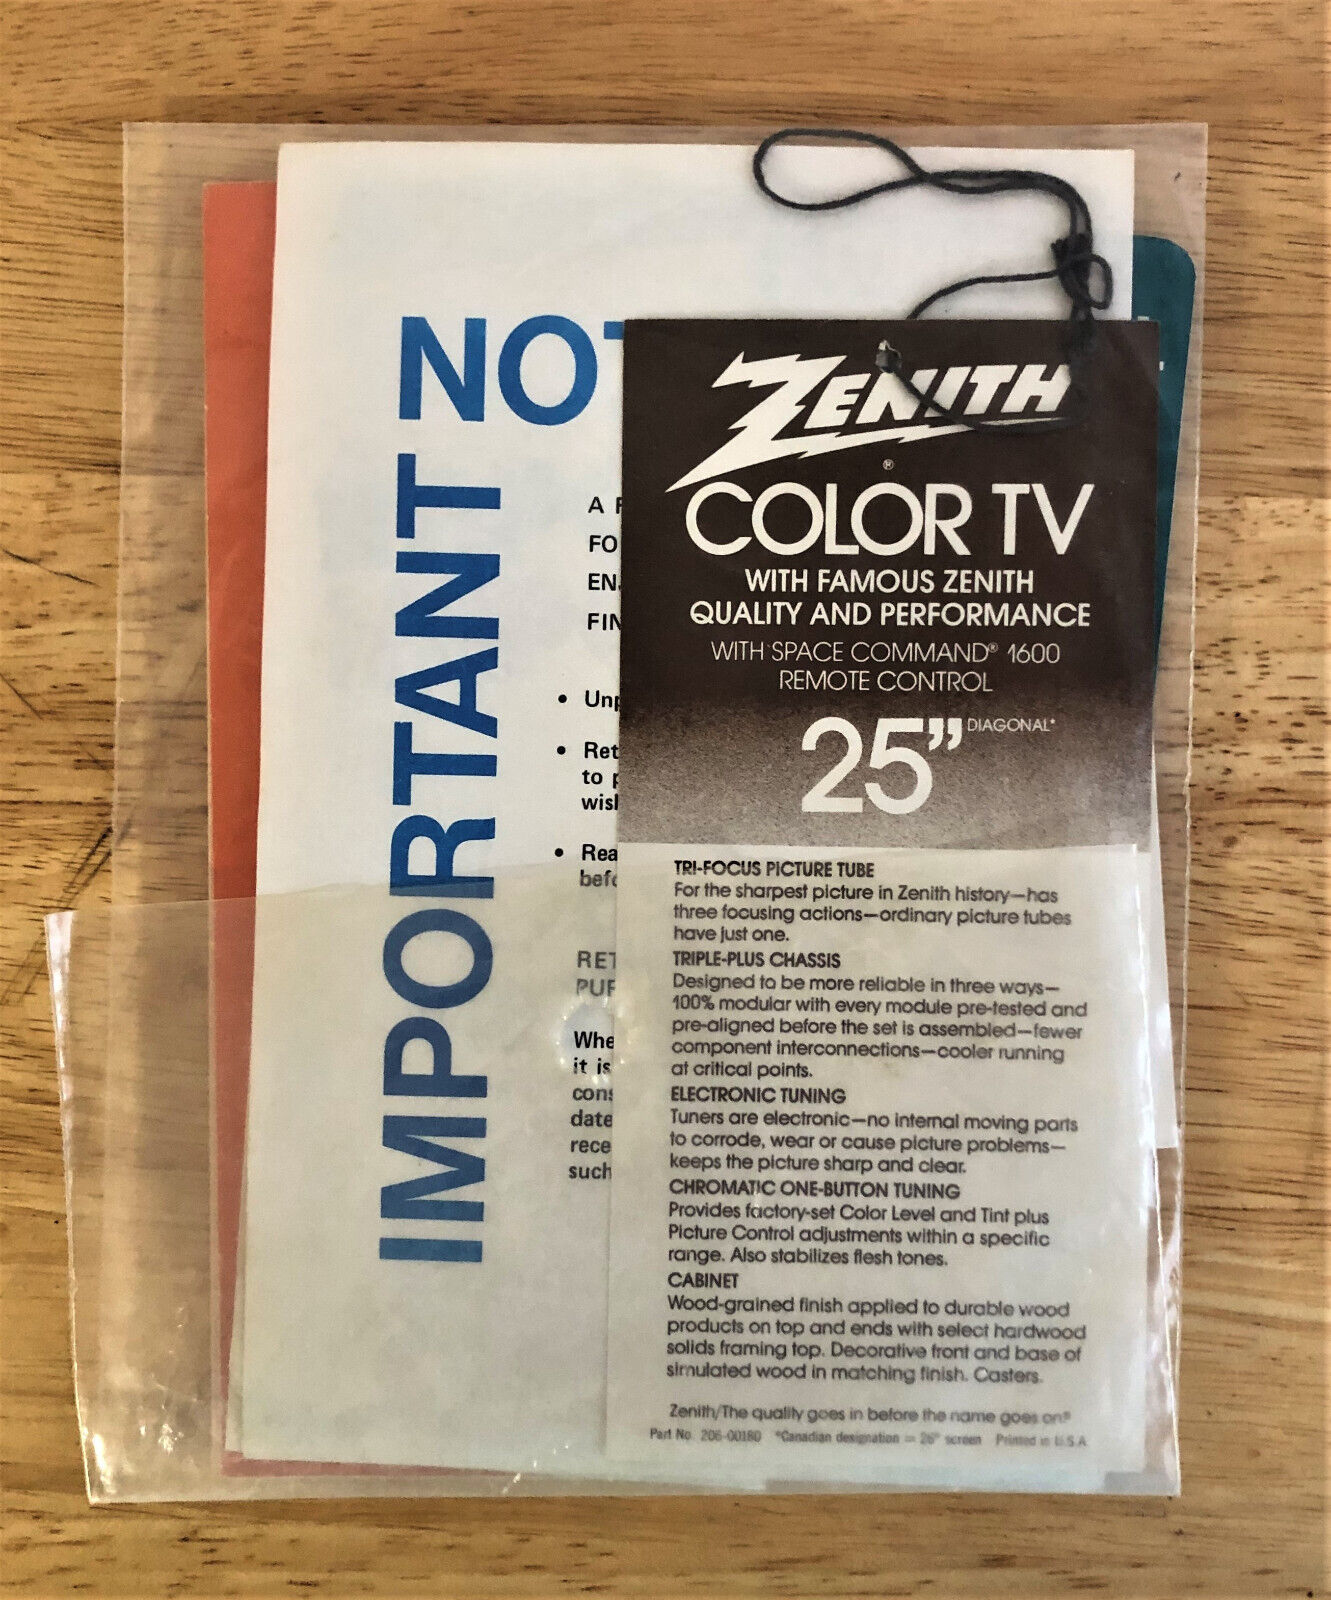 IMPORTANT NOT
A F
FO
EN
FIN
• Unp
• Ret
to p
wisl
• Rea
befo
RET
PUR
Whe
it is
cons
date
rece
such
ZENITH
®
COLOR TV
WITH FAMOUS ZENITH
QUALITY AND PERFORMANCE
WITH SPACE COMMAND® 1600
REMOTE CONTROL
25" DIAGONAL*
TRI-FOCUS PICTURE TUBE
For the sharpest picture in Zenith history—has
three focusing actions—ordinary picture tubes
have just one.
TRIPLE-PLUS CHASSIS
Designed to be more reliable in three ways—
100% modular with every module pre-tested and
pre-aligned before the set is assembled—fewer
component interconnections—cooler running
at critical points.
ELECTRONIC TUNING
Tuners are electronic—no internal moving parts
to corrode, wear or cause picture problems—
keeps the picture sharp and clear.
CHROMATIC ONE-BUTTON TUNING
Provides factory-set Color Level and Tint plus
Picture Control adjustments within a specific
range. Also stabilizes flesh tones.
CABINET
Wood-grained finish applied to durable wood
products on top and ends with select hardwood
solids framing top. Decorative front and base of
simulated wood in matching finish. Casters.
Zenith/The quality goes in before the name goes on®
Part No. 206-00180 *Canadian designation = 26" screen Printed in U.S.A.